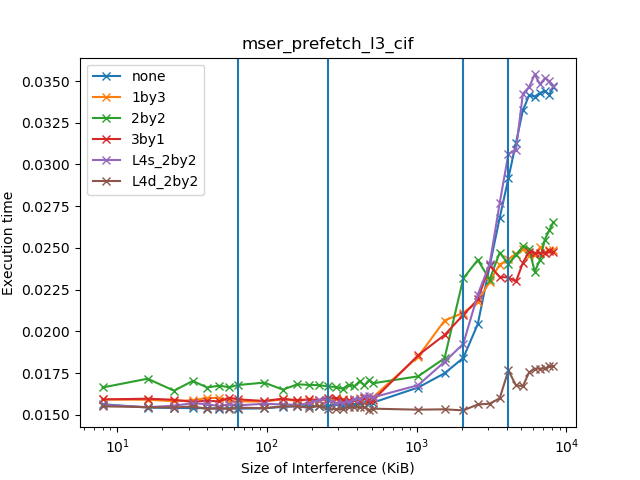 mser_prefetch_l3_cif
none
1by3
2by2
3by1
L4s_2by2
L4d_2by2
Execution time
0.0350
0.0325
0.0300
0.0275
0.0250
0.0225
0.0200
0.0175
0.0150
10¹ 10² 10³ 10⁴
Size of Interference (KiB)